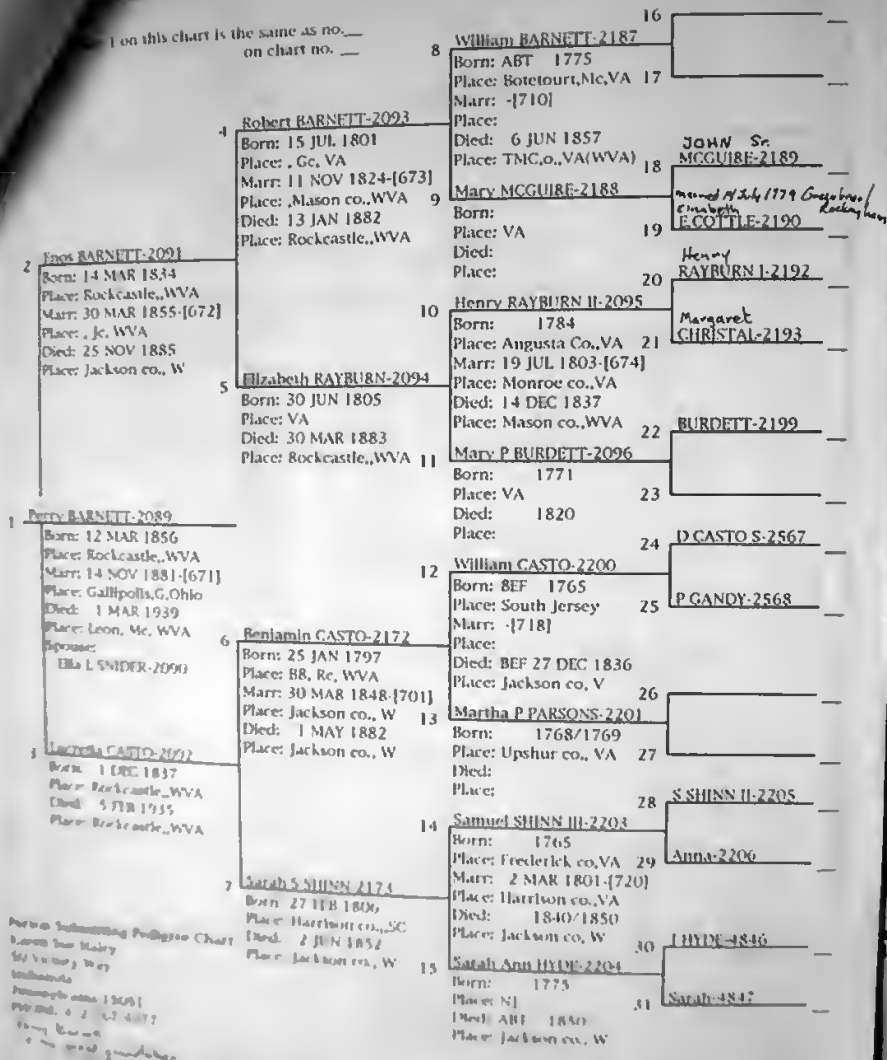 1 on this chart is the same as no.
on chart no.
1
Perry BARNETT-2089
Born: 12 MAR 1856
Place: Rockcastle,,WVA
Marr: 14 NOV 1881-[671]
Place: Gallipolis,G,Ohio
Died: 1 MAR 1939
Place: Leon, Mc, WVA
Spouse:
Ella L SNIDER-2090
2
Enos BARNETT-2091
Born: 14 MAR 1834
Place: Rockcastle,,WVA
Marr: 30 MAR 1855-[672]
Place: , Jc, WVA
Died: 25 NOV 1885
Place: Jackson co., W
3
CASTO-2092
Born: 1 DEC 1837
Place: Rockcastle,,WVA
Died: 5 FEB 1935
Place: Rockcastle,,WVA
4
Robert BARNETT-2093
Born: 15 JUL 1801
Place: , Gc, VA
Marr: 11 NOV 1824-[673]
Place: ,Mason co.,WVA
Died: 13 JAN 1882
Place: Rockcastle,,WVA
5
Elizabeth RAYBURN-2094
Born: 30 JUN 1805
Place: VA
Died: 30 MAR 1883
Place: Rockcastle,,WVA
6
Benjamin CASTO-2172
Born: 25 JAN 1797
Place: BB, Rc, WVA
Marr: 30 MAR 1848-[701]
Place: Jackson co., W
Died: 1 MAY 1882
Place: Jackson co., W
7
Sarah S SHINN-2173
Born: 27 FEB 1806
Place: Harrison co.,SC
Died: 2 JUN 1852
Place: Jackson co., W
8
William BARNETT-2187
Born: ABT 1775
Place: Botetourt,Mc,VA
Marr: -[710]
Place:
Died: 6 JUN 1857
Place: TMC,o.,VA(WVA)
9
Mary MCGUIRE-2188
Born:
Place: VA
Died:
Place:
10
Henry RAYBURN II-2095
Born: 1784
Place: Augusta Co.,VA
Marr: 19 JUL 1803-[674]
Place: Monroe co.,VA
Died: 14 DEC 1837
Place: Mason co.,WVA
11
Mary P BURDETT-2096
Born: 1771
Place: VA
Died: 1820
Place:
12
William CASTO-2200
Born: BEF 1765
Place: South Jersey
Marr: -[718]
Place:
Died: BEF 27 DEC 1836
Place: Jackson co, V
13
Martha P PARSONS-2201
Born: 1768/1769
Place: Upshur co., VA
Died:
Place:
14
Samuel SHINN III-2203
Born: 1765
Place: Frederick co,VA
Marr: 2 MAR 1801-[720]
Place: Harrison co.,VA
Died: 1840/1850
Place: Jackson co, W
15
Sarah Ann HYDE-2204
Born: 1775
Place: NJ
Died: ABT 1850
Place: Jackson co, W
16
17
18
JOHN Sr.
MCGUIRE-2189
July 1779 Rockingham
19
Elizabeth
E.COTTLE-2190
20
Henry
RAYBURN I-2192
21
Margaret
CHRISTAL-2193
22
BURDETT-2199
23
24
D CASTO S-2567
25
P GANDY-2568
26
27
28
S SHINN II-2205
29
Anna-2206
30
J HYDE-4846
31
Sarah-4847
Person Submitting Pedigree Chart
Way
Pennsylvania